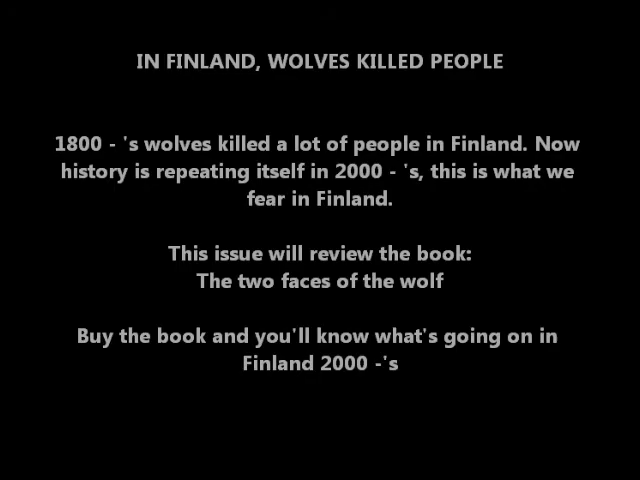 IN FINLAND, WOLVES KILLED PEOPLE
1800 - 's wolves killed a lot of people in Finland. Now
history is repeating itself in 2000 - 's, this is what we
fear in Finland.
This issue will review the book:
The two faces of the wolf
Buy the book and you'll know what's going on in
Finland 2000 -'s